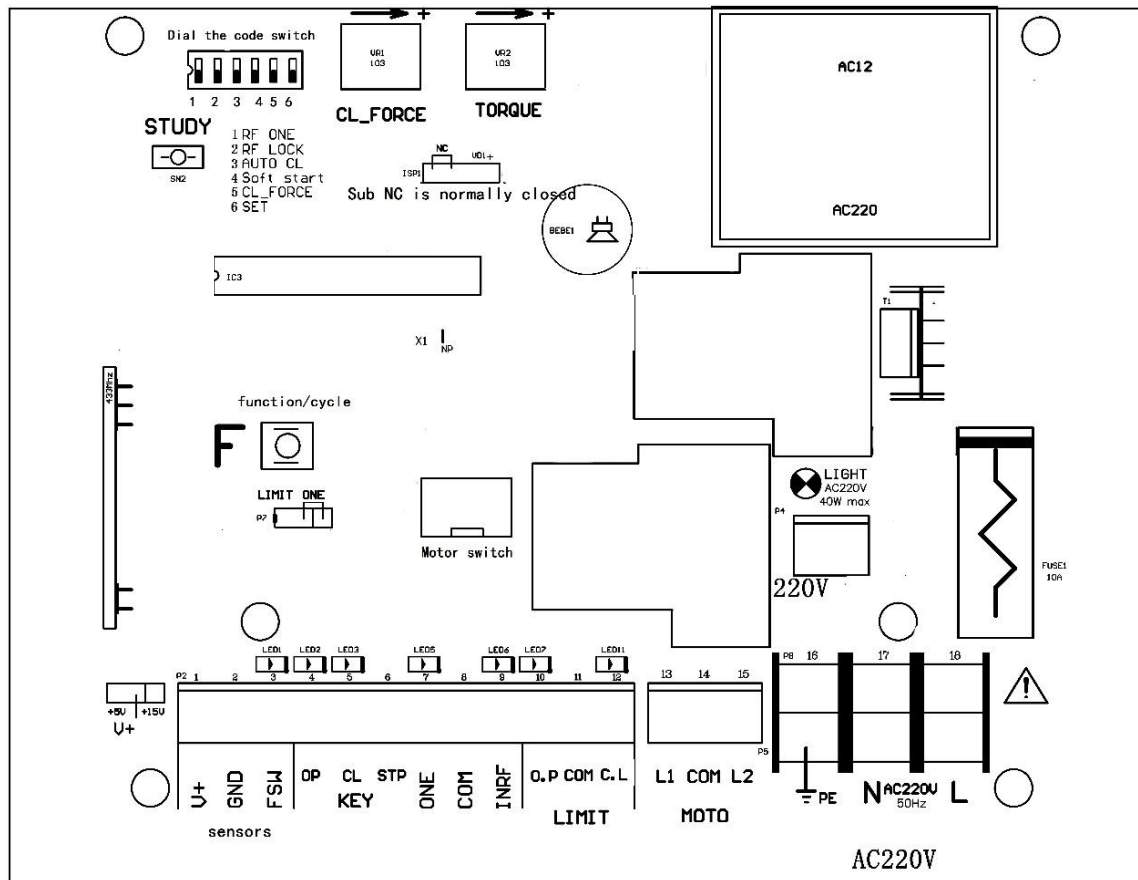 Dial the code switch
1 2 3 4 5 6
STUDY
SW2
1 RF ONE
2 RF LOCK
3 AUTO CL
4 Soft start
5 CL_FORCE
6 SET
+
VR1
103
CL_FORCE
+
VR2
103
TORQUE
NC
VD1+
ISP1
Sub NC is normally closed
BEBE1
AC12
AC220
IC3
X1
NP
T1
433Mhz
function/cycle
F
LIMIT ONE
P7
Motor switch
LIGHT
AC220V
40W max
P4
220V
FUSE1
10A
LED1 LED2 LED3 LED5 LED6 LED7 LED11
P2 1 2 3 4 5 6 7 8 9 10 11 12
13 14 15
P8 16 17 18
+5V +15V
V+
P5
V+ GND FSW
sensors
OP CL STP
KEY
ONE COM INRF
O.P COM C.L
LIMIT
L1 COM L2
MOTO
PE
N AC220V L
50Hz
!
AC220V